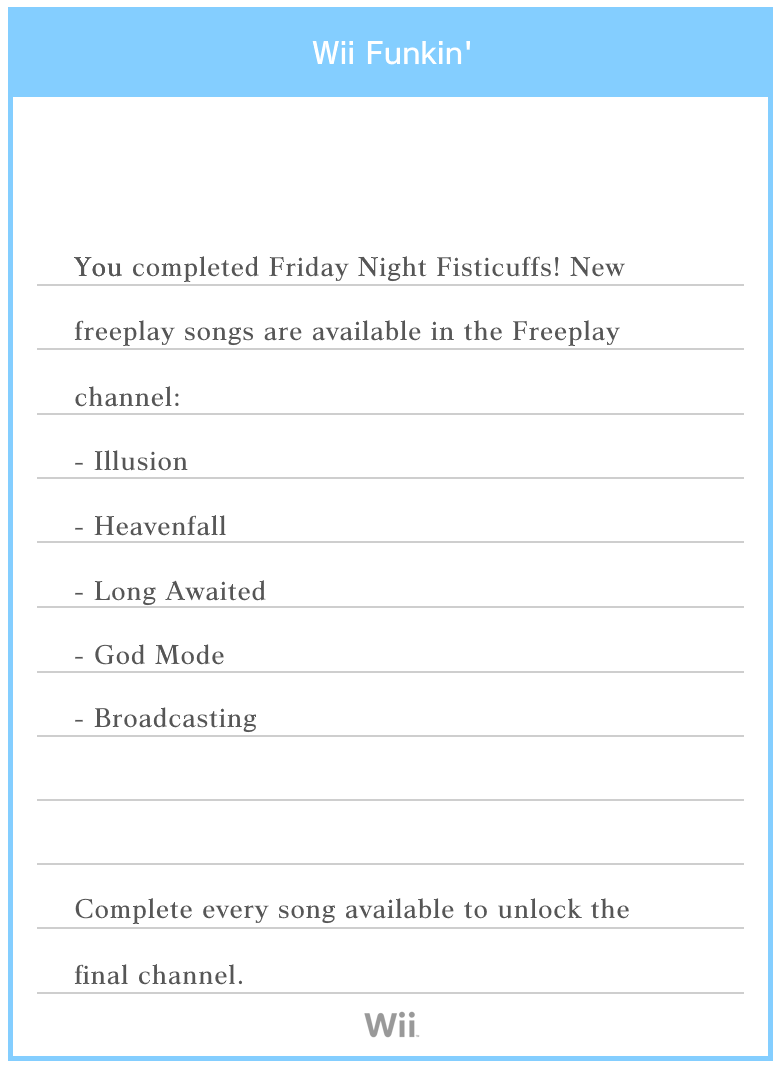 Wii Funkin'
You completed Friday Night Fisticuffs! New
freeplay songs are available in the Freeplay
channel:
- Illusion
- Heavenfall
- Long Awaited
- God Mode
- Broadcasting
Complete every song available to unlock the
final channel.
Wii